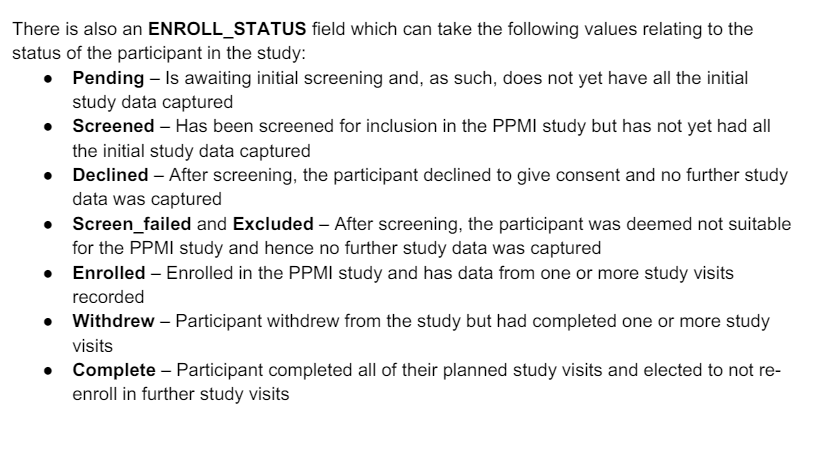 There is also an ENROLL_STATUS field which can take the following values relating to the
status of the participant in the study:
● Pending – Is awaiting initial screening and, as such, does not yet have all the initial
study data captured
● Screened – Has been screened for inclusion in the PPMI study but has not yet had all
the initial study data captured
● Declined – After screening, the participant declined to give consent and no further study
data was captured
● Screen_failed and Excluded – After screening, the participant was deemed not suitable
for the PPMI study and hence no further study data was captured
● Enrolled – Enrolled in the PPMI study and has data from one or more study visits
recorded
● Withdrew – Participant withdrew from the study but had completed one or more study
visits
● Complete – Participant completed all of their planned study visits and elected to not re-
enroll in further study visits